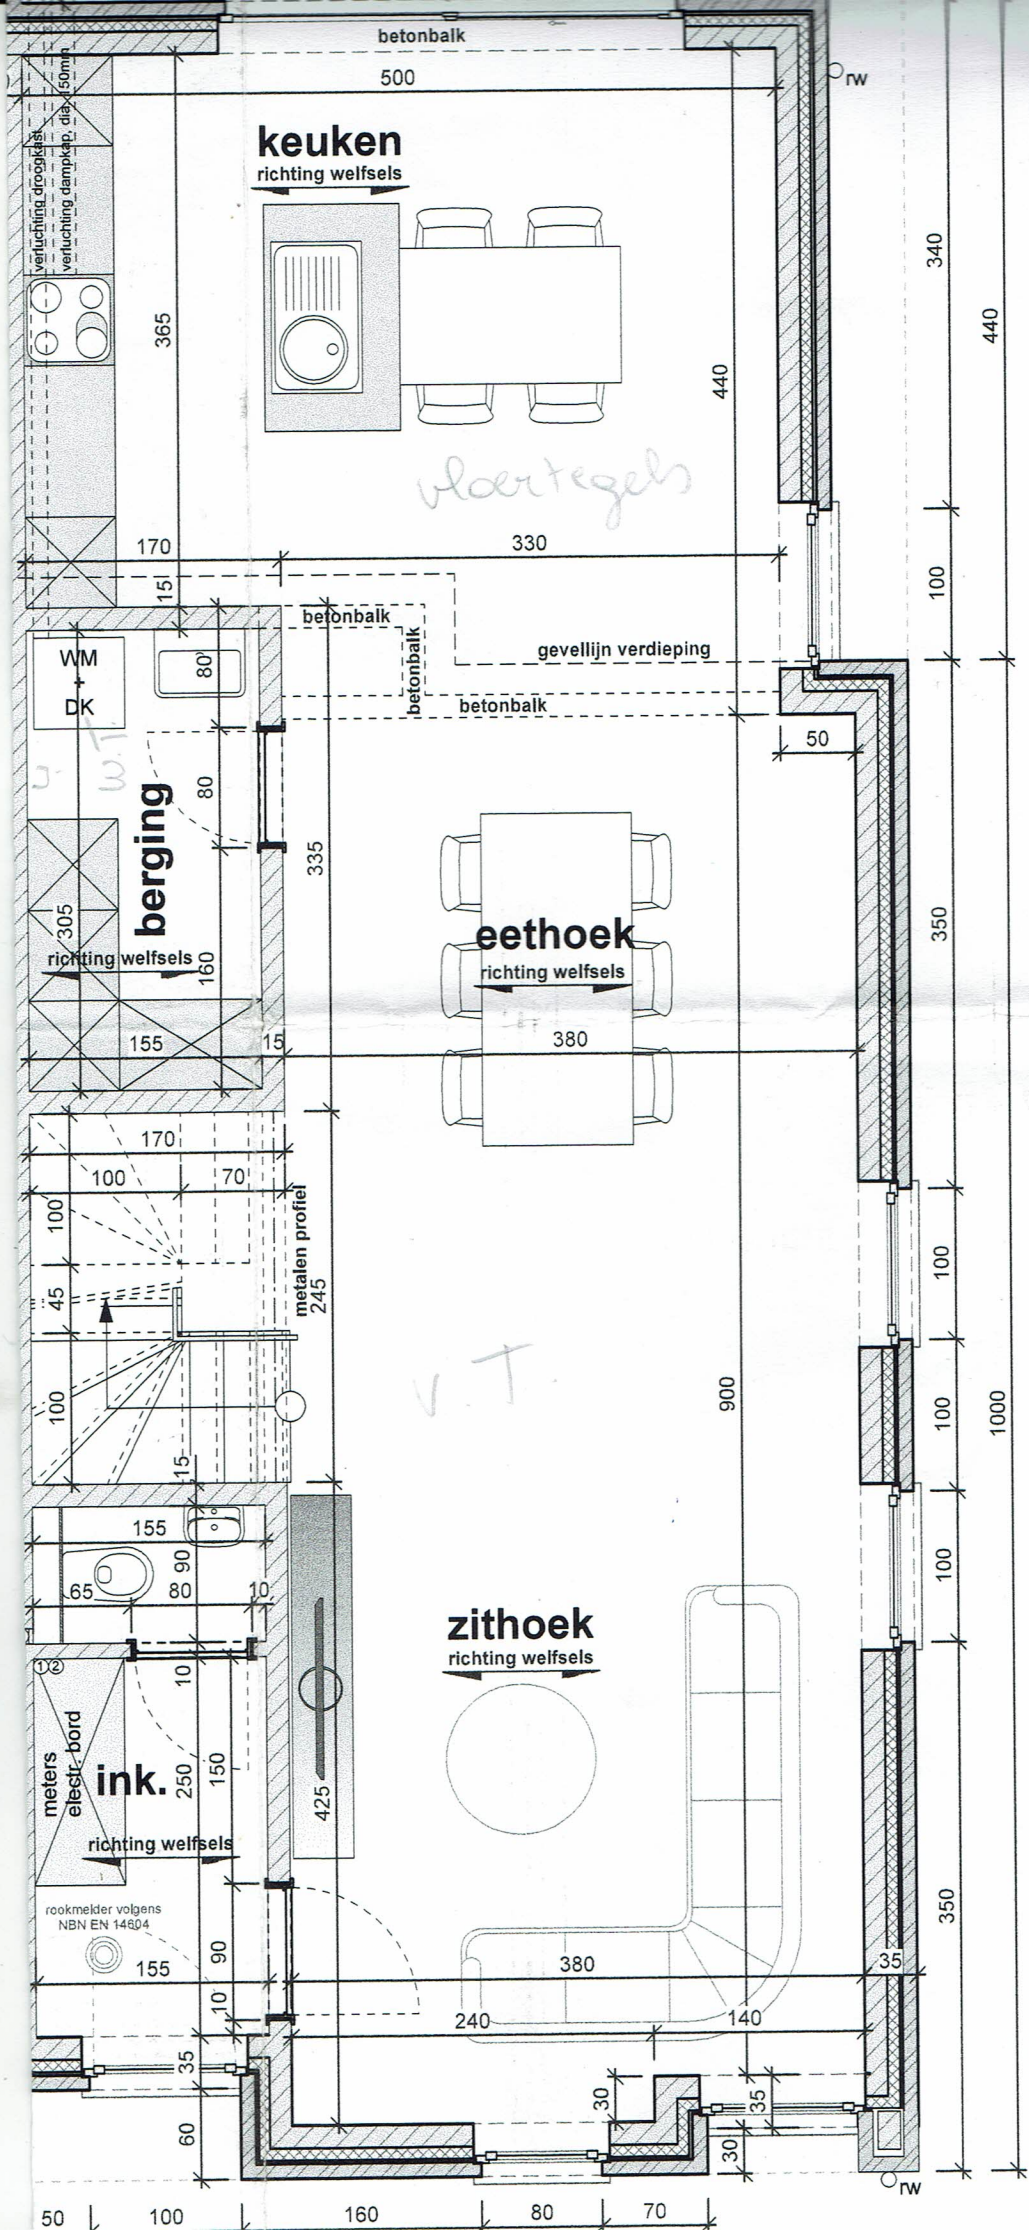 betonbalk
500
rw
keuken
richting welfsels
verluchting droogkast
verluchting dampkap, dia. 150mm
340
440
365
440
vloertegels
170
330
15
100
betonbalk
betonbalk
gevellijn verdieping
betonbalk
WM
+
DK
80
50
W.T
80
berging
335
305
richting welfsels
160
eethoek
richting welfsels
350
155
15
380
170
100
70
100
metalen profiel
245
45
100
100
V.T.
900
100
1000
15
155
90
100
65
80
10
zithoek
richting welfsels
1 2
10
meters
electr. bord
ink.
250
150
425
richting welfsels
rookmelder volgens
NBN EN 14604
350
90
155
380
35
10
240
140
35
30
35
60
30
rw
50
100
160
80
70